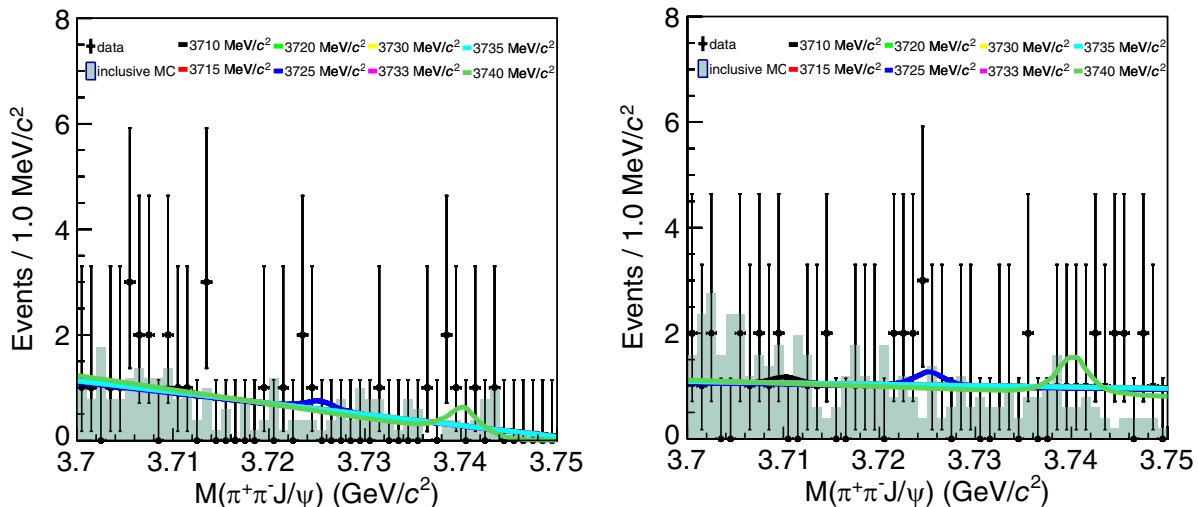 8
6
4
2
0
Events / 1.0 MeV/c²
data
inclusive MC
3710 MeV/c²
3720 MeV/c²
3730 MeV/c²
3735 MeV/c²
3715 MeV/c²
3725 MeV/c²
3733 MeV/c²
3740 MeV/c²
3.7 3.71 3.72 3.73 3.74 3.75
M(π⁺π⁻J/ψ) (GeV/c²)
8
6
4
2
0
Events / 1.0 MeV/c²
data
inclusive MC
3710 MeV/c²
3720 MeV/c²
3730 MeV/c²
3735 MeV/c²
3715 MeV/c²
3725 MeV/c²
3733 MeV/c²
3740 MeV/c²
3.7 3.71 3.72 3.73 3.74 3.75
M(π⁺π⁻J/ψ) (GeV/c²)